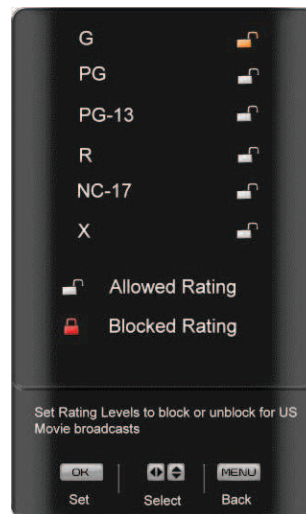 G
PG
PG-13
R
NC-17
X
Allowed Rating
Blocked Rating
Set Rating Levels to block or unblock for US
Movie broadcasts
OK
MENU
Set
Select
Back